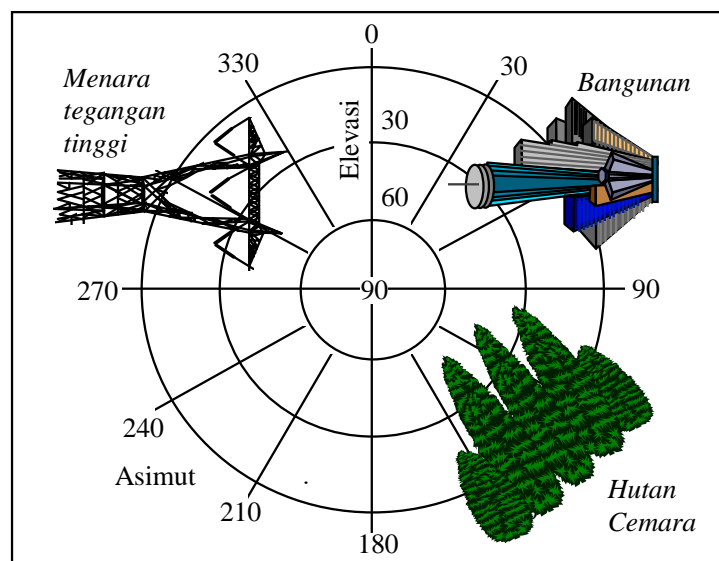 0
330
30
Menara
tegangan
tinggi
Bangunan
Elevasi
30
60
270
90
90
240
Asimut
210
180
Hutan
Cemara